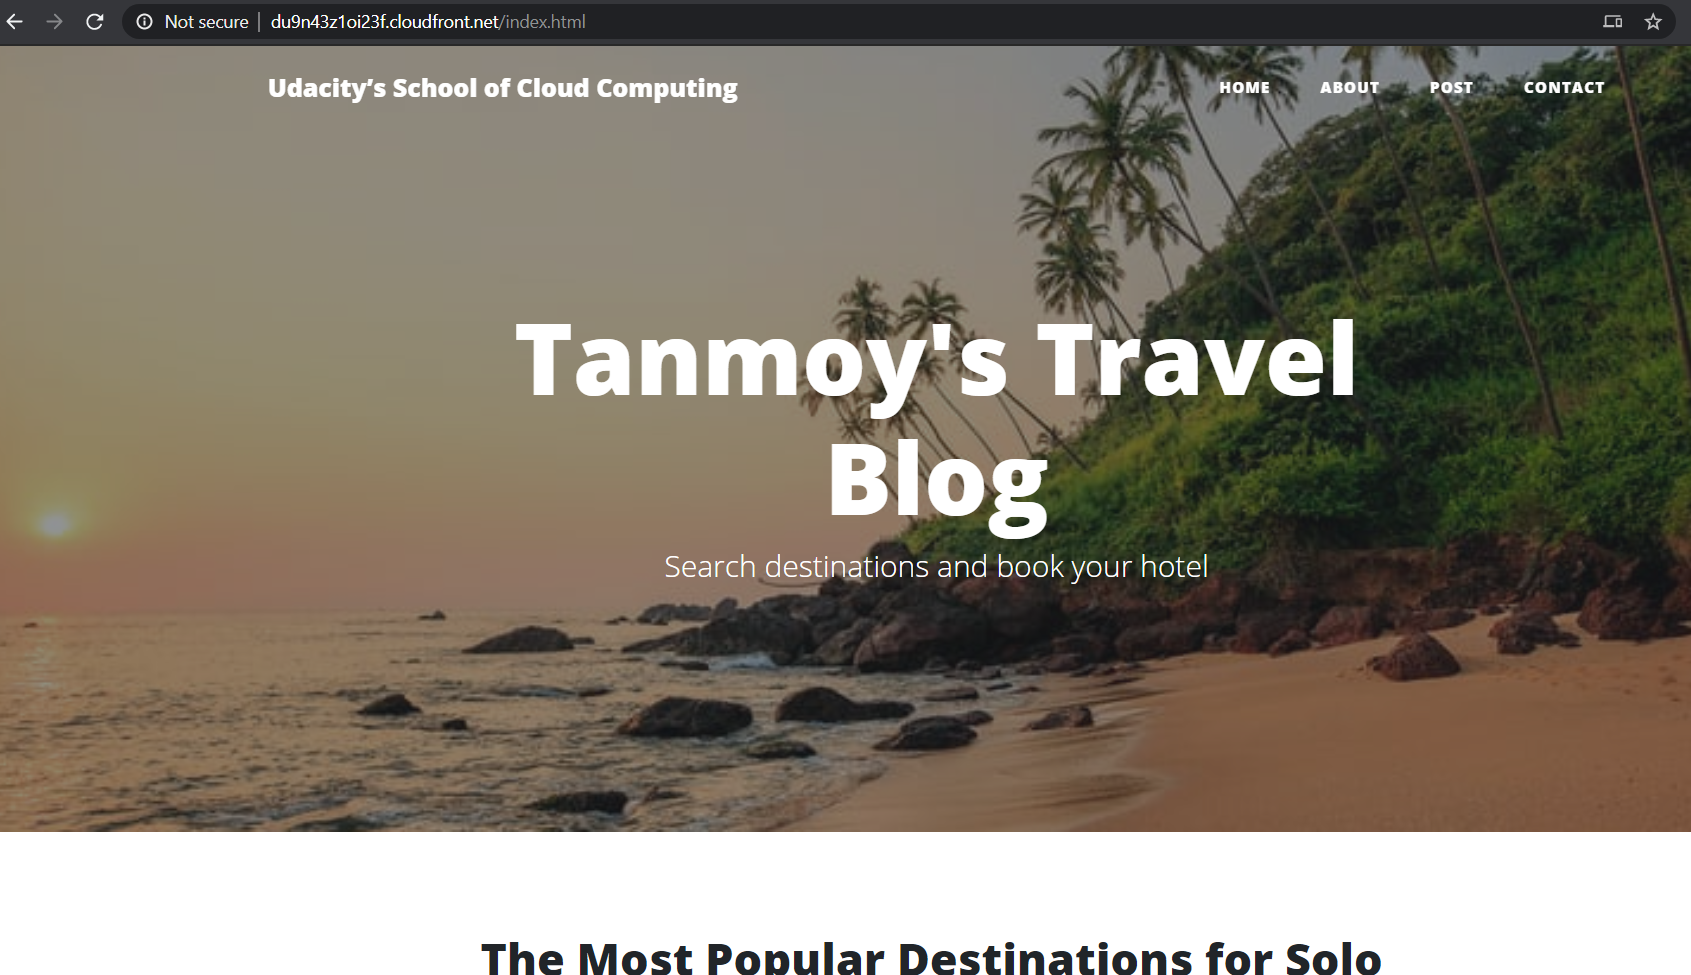 Not secure | du9n43z1oi23f.cloudfront.net/index.html
Udacity’s School of Cloud Computing
HOME ABOUT POST CONTACT
Tanmoy's Travel
Blog
Search destinations and book your hotel
The Most Popular Destinations for Solo